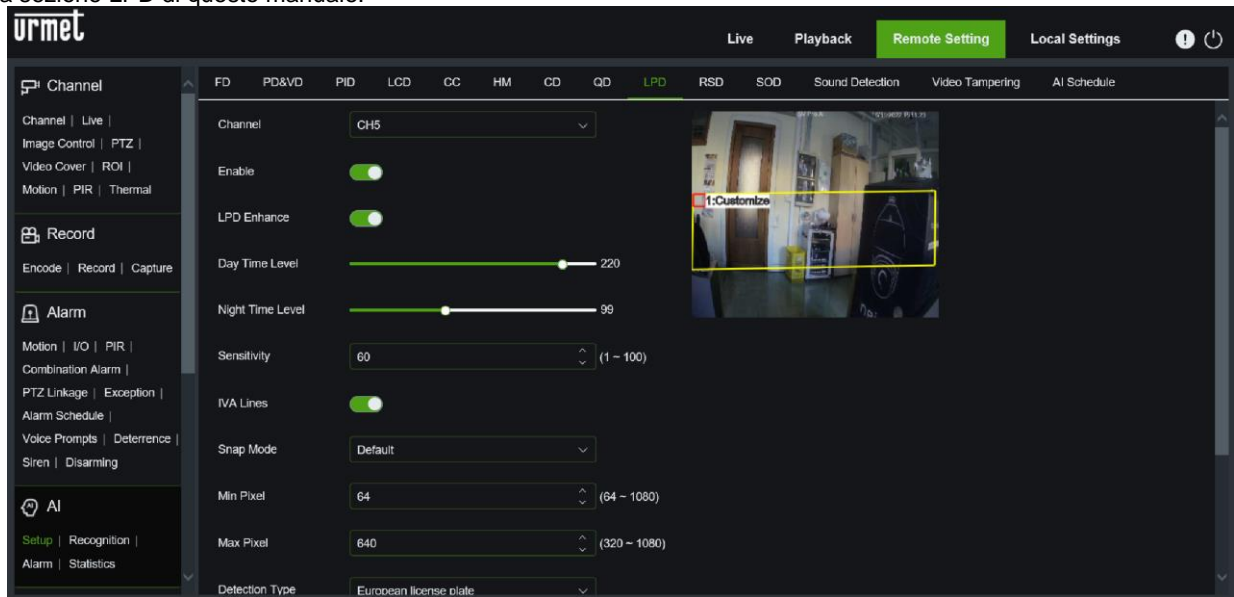 a sezione LPD di questo manuale.
urmet
Live Playback Remote Setting Local Settings
Channel
Channel | Live |
Image Control | PTZ |
Video Cover | ROI |
Motion | PIR | Thermal
Record
Encode | Record | Capture
Alarm
Motion | I/O | PIR |
Combination Alarm |
PTZ Linkage | Exception |
Alarm Schedule |
Voice Prompts | Deterrence |
Siren | Disarming
AI
Setup | Recognition |
Alarm | Statistics
FD PD&VD PID LCD CC HM CD QD LPD RSD SOD Sound Detection Video Tampering AI Schedule
Channel CH5
Enable
LPD Enhance
Day Time Level 220
Night Time Level 99
Sensitivity 60 (1 ~ 100)
IVA Lines
Snap Mode Default
Min Pixel 64 (64 ~ 1080)
Max Pixel 640 (320 ~ 1080)
Detection Type European license plate
1:Customize